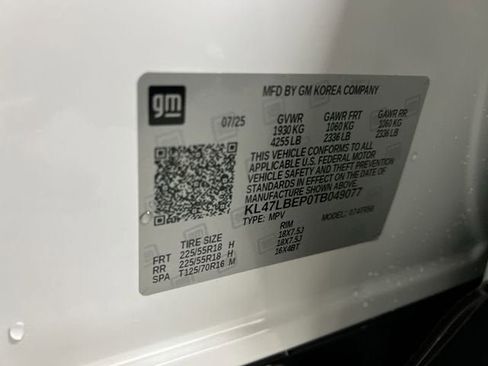 gm
MFD BY GM KOREA COMPANY
07/25 GVWR GAWR FRT GAWR RR
1930 KG 1060 KG 1060 KG
4255 LB 2336 LB 2336 LB
THIS VEHICLE CONFORMS TO ALL
APPLICABLE U.S. FEDERAL MOTOR
VEHICLE SAFETY AND THEFT PREVENTION
STANDARDS IN EFFECT ON THE DATE OF
MANUFACTURE SHOWN ABOVE.
KL47LBEP0TB049077
TYPE: MPV MODEL:
TIRE SIZE RIM
FRT 225/55R18 H 18X7.5J
RR 225/55R18 H 18X7.5J
SPA T125/70R16 M 16X4BT